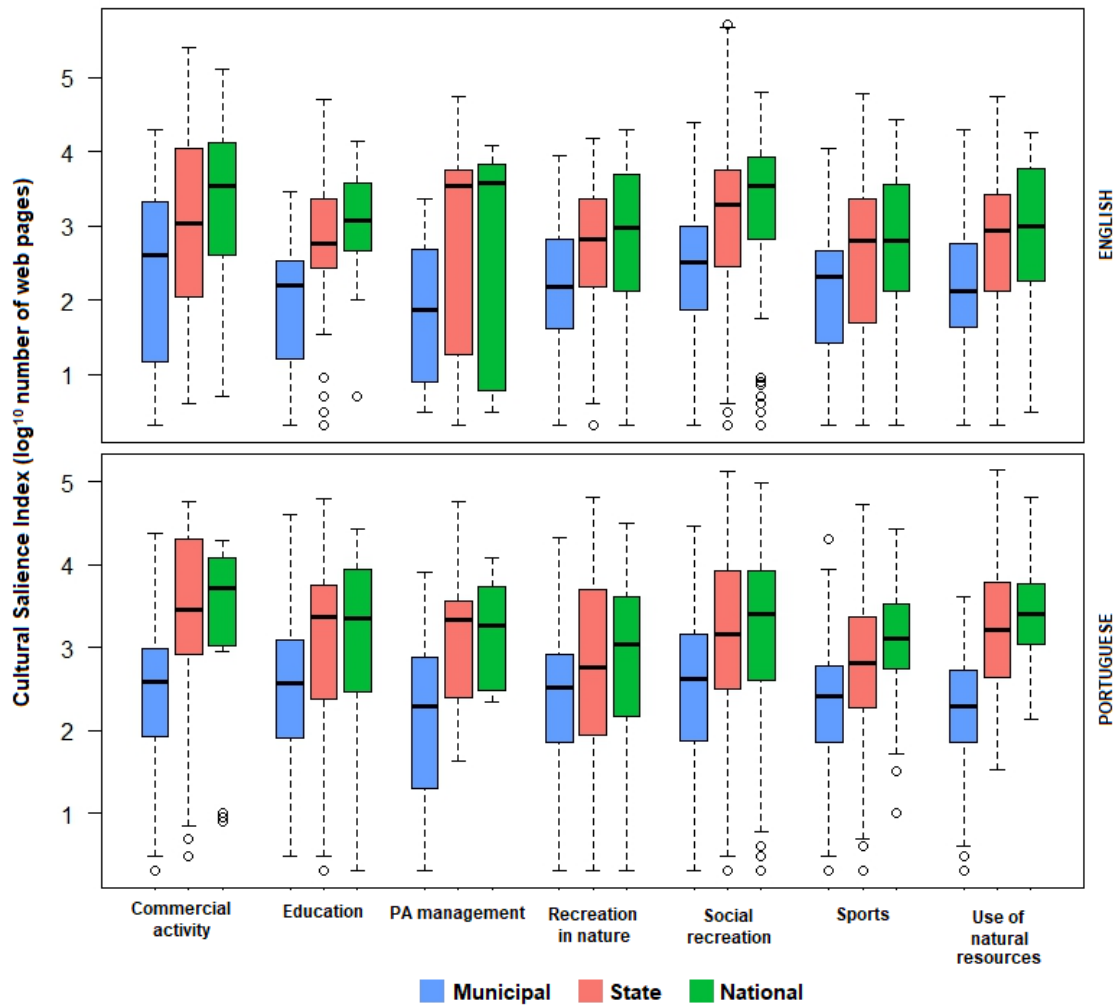 Cultural Salience Index (log¹⁰ number of web pages)
5
4
3
2
1
ENGLISH
5
4
3
2
1
PORTUGUESE
Commercial
activity
Education
PA management
Recreation
in nature
Social
recreation
Sports
Use of
natural
resources
Municipal
State
National